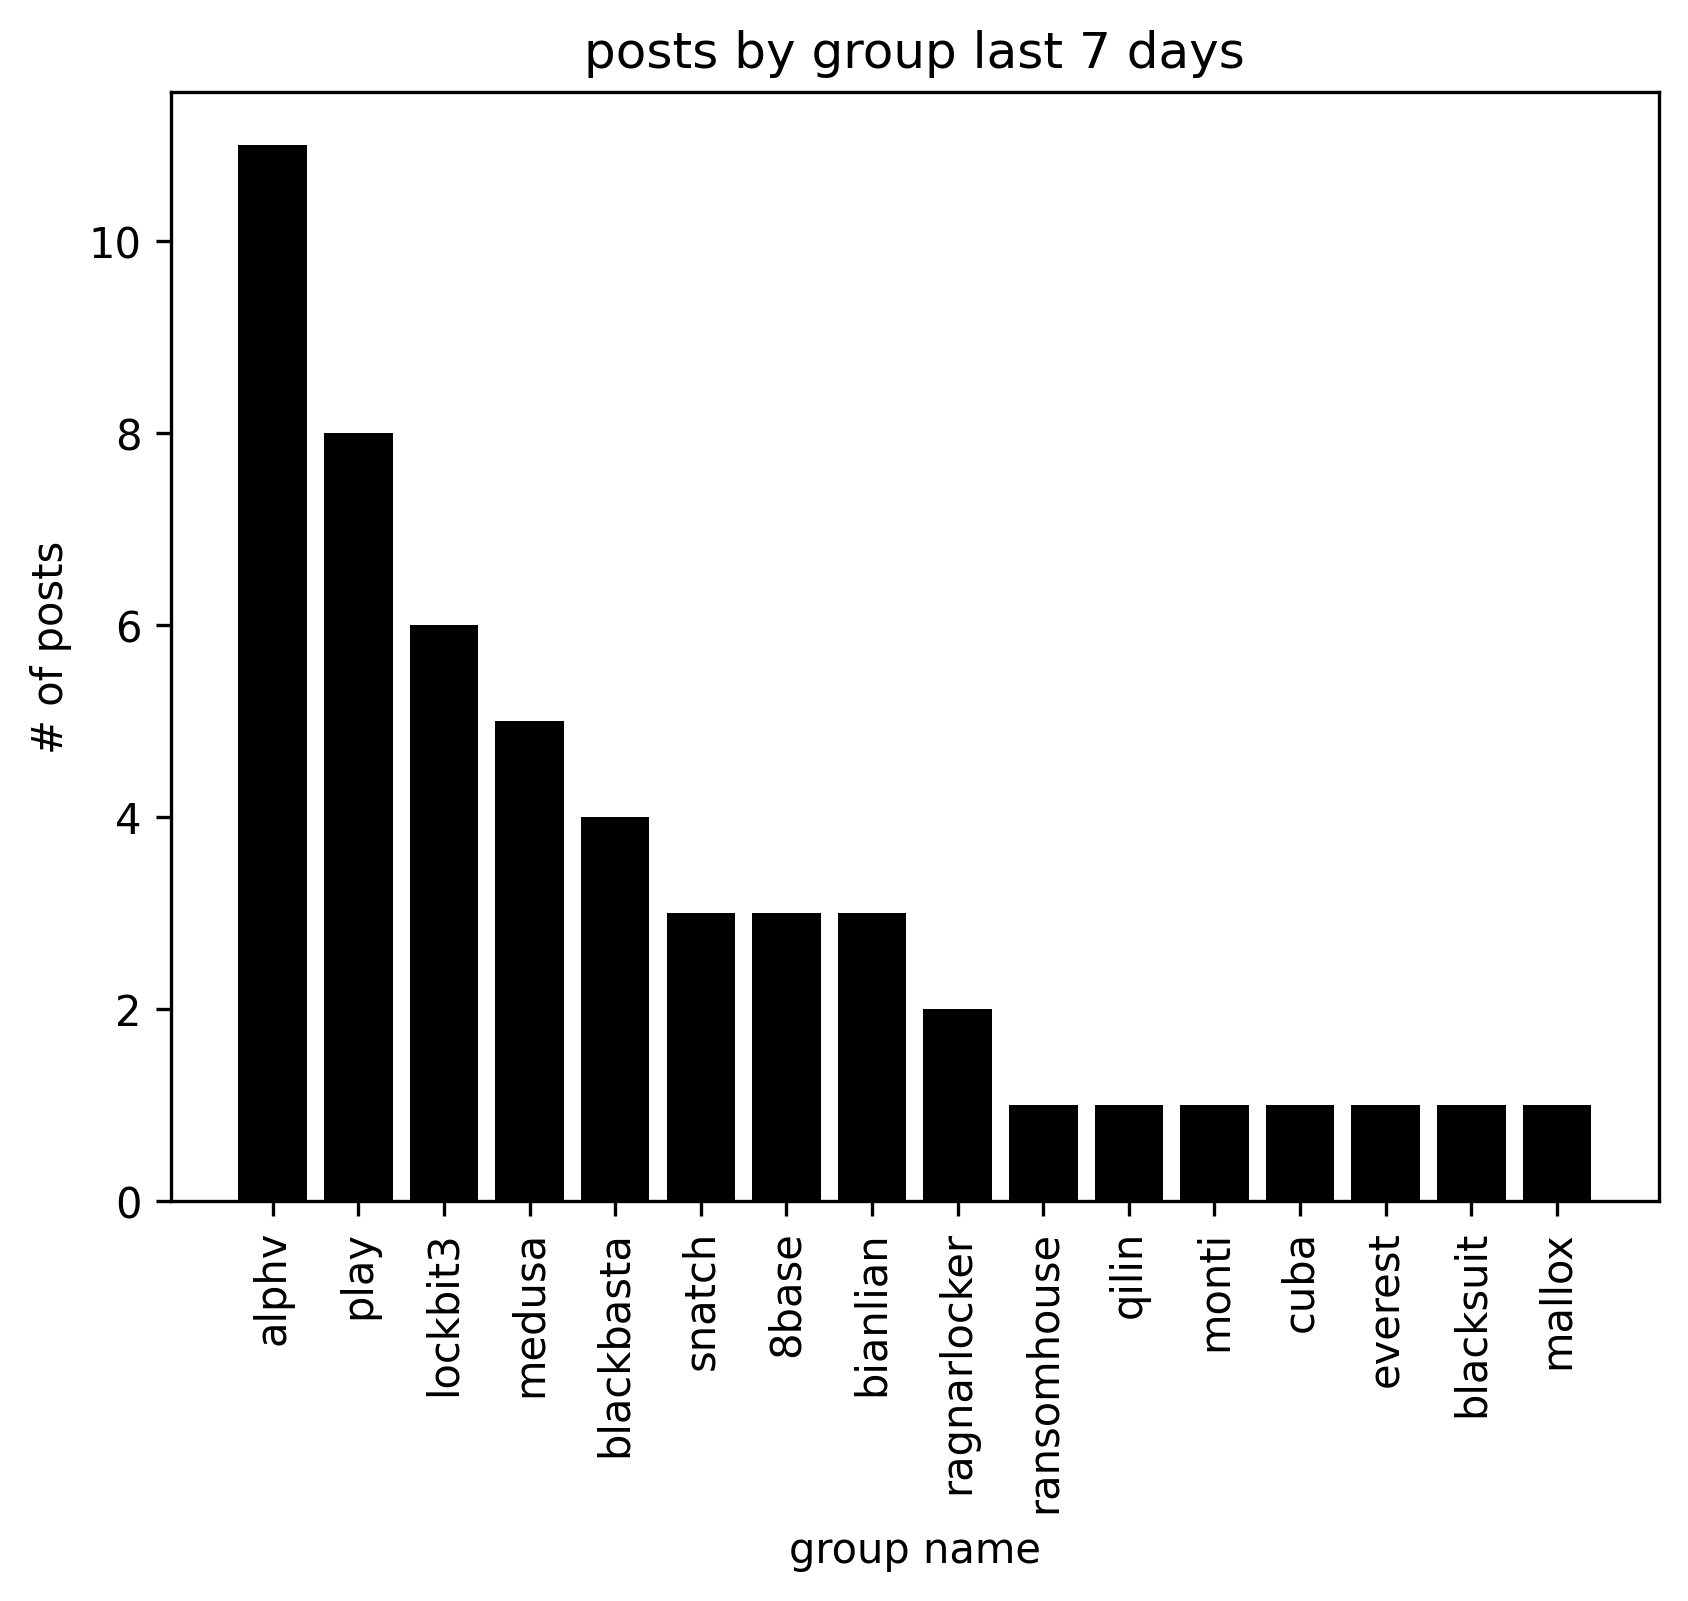 posts by group last 7 days
# of posts
10
8
6
4
2
0
alphv
play
lockbit3
medusa
blackbasta
snatch
8base
bianlian
ragnarlocker
ransomhouse
qilin
monti
cuba
everest
blacksuit
mallox
group name